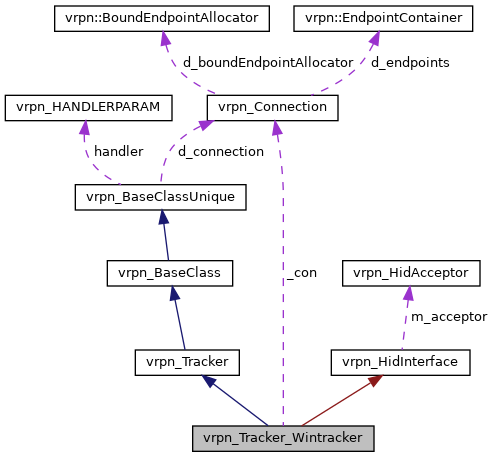 vrpn::BoundEndpointAllocator
vrpn::EndpointContainer
d_boundEndpointAllocator
d_endpoints
vrpn_HANDLERPARAM
vrpn_Connection
handler
d_connection
vrpn_BaseClassUnique
vrpn_BaseClass
_con
vrpn_HidAcceptor
m_acceptor
vrpn_Tracker
vrpn_HidInterface
vrpn_Tracker_Wintracker